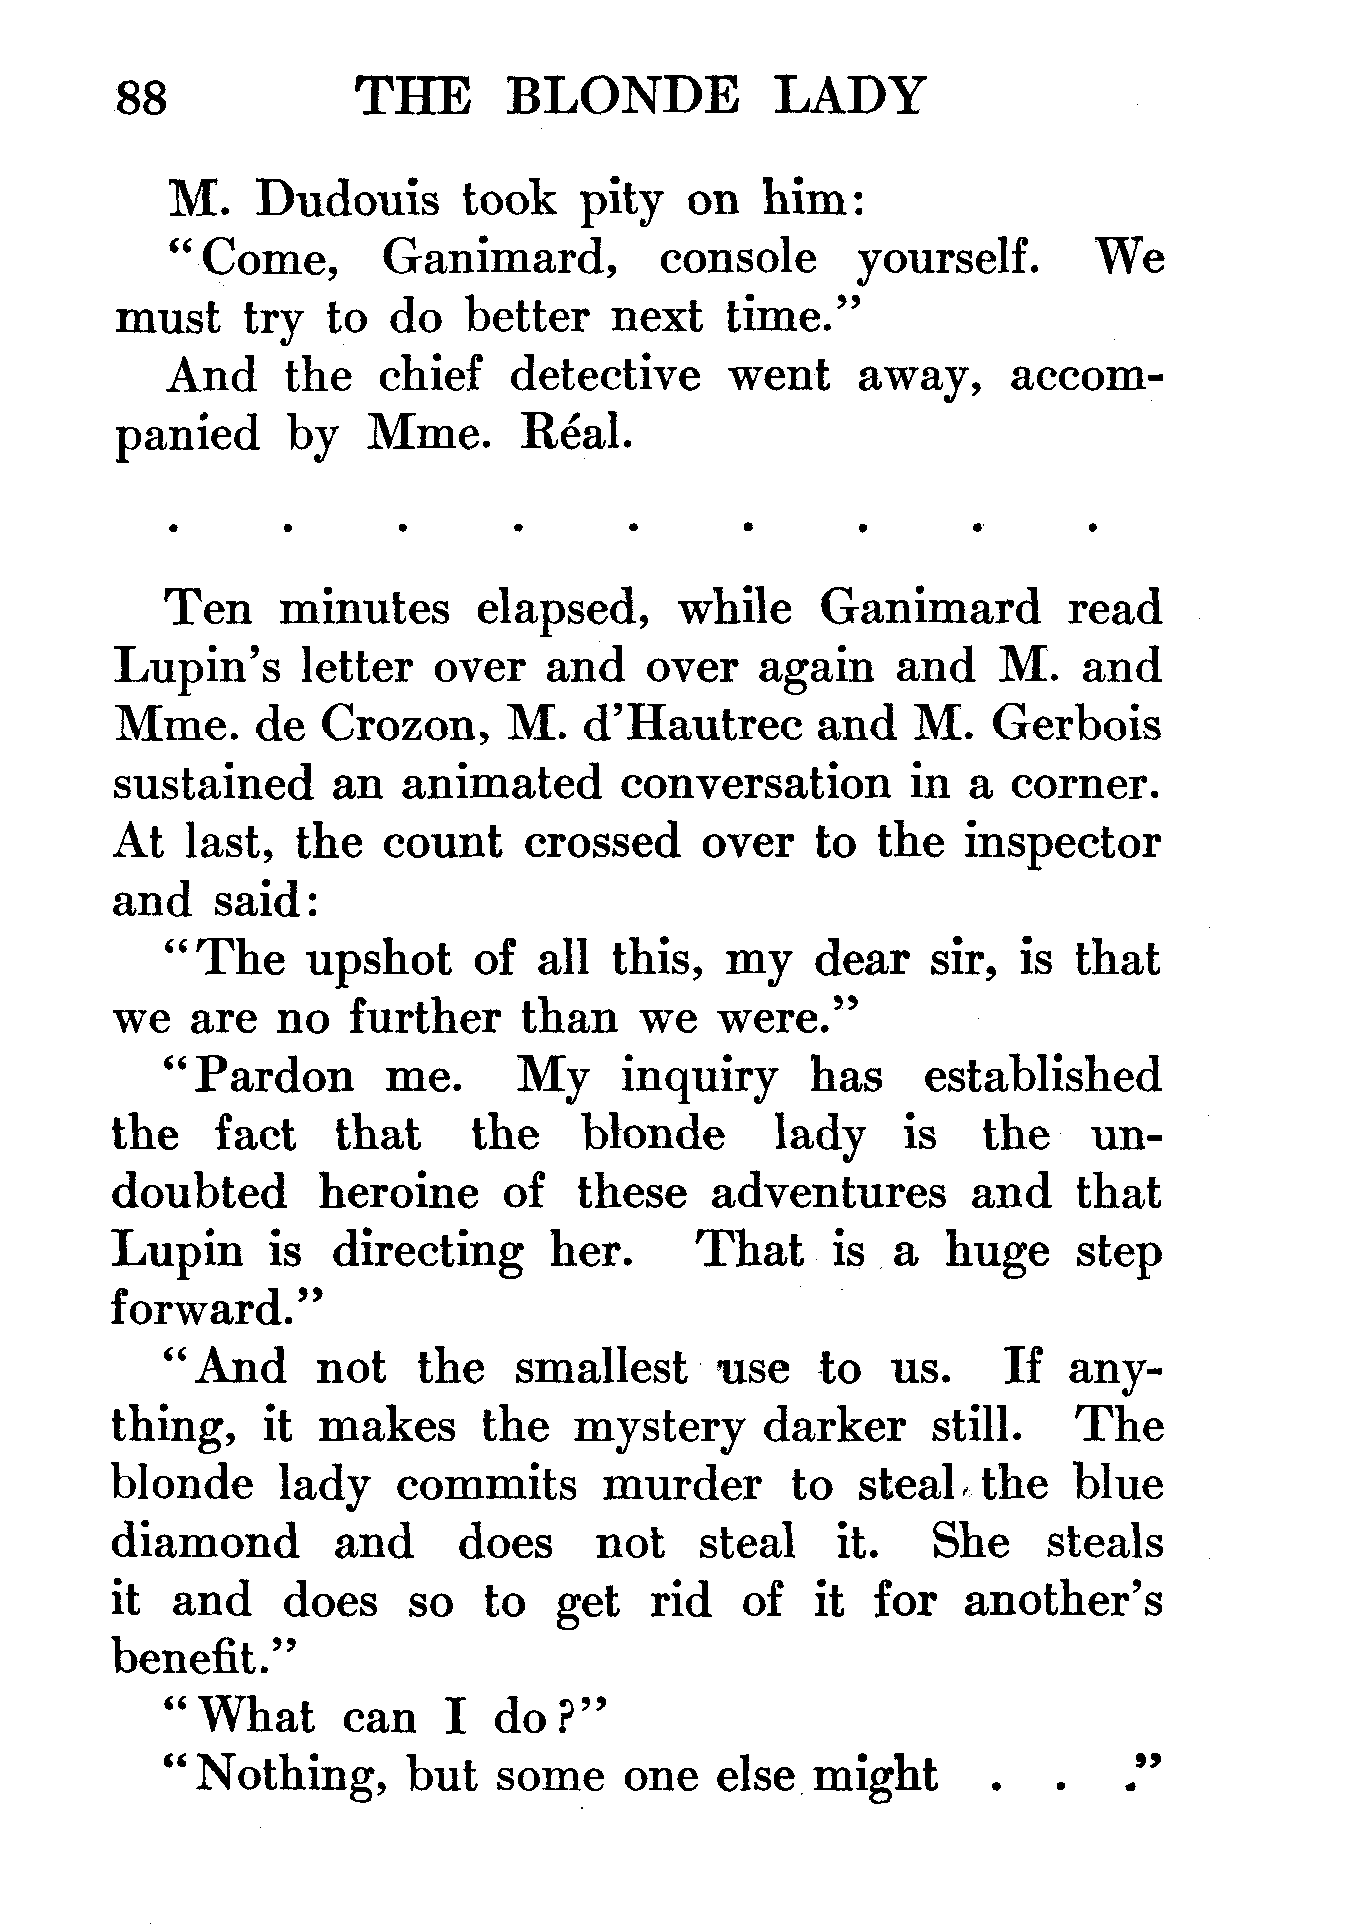 88 THE BLONDE LADY
M. Dudouis took pity on him:
“Come, Ganimard, console yourself. We
must try to do better next time.”
And the chief detective went away, accom-
panied by Mme. Réal.
. . . . . . . . .
Ten minutes elapsed, while Ganimard read
Lupin’s letter over and over again and M. and
Mme. de Crozon, M. d’Hautrec and M. Gerbois
sustained an animated conversation in a corner.
At last, the count crossed over to the inspector
and said:
“The upshot of all this, my dear sir, is that
we are no further than we were.”
“Pardon me. My inquiry has established
the fact that the blonde lady is the un-
doubted heroine of these adventures and that
Lupin is directing her. That is a huge step
forward.”
“And not the smallest use to us. If any-
thing, it makes the mystery darker still. The
blonde lady commits murder to steal the blue
diamond and does not steal it. She steals
it and does so to get rid of it for another’s
benefit.”
“What can I do?”
“Nothing, but some one else might . . .”